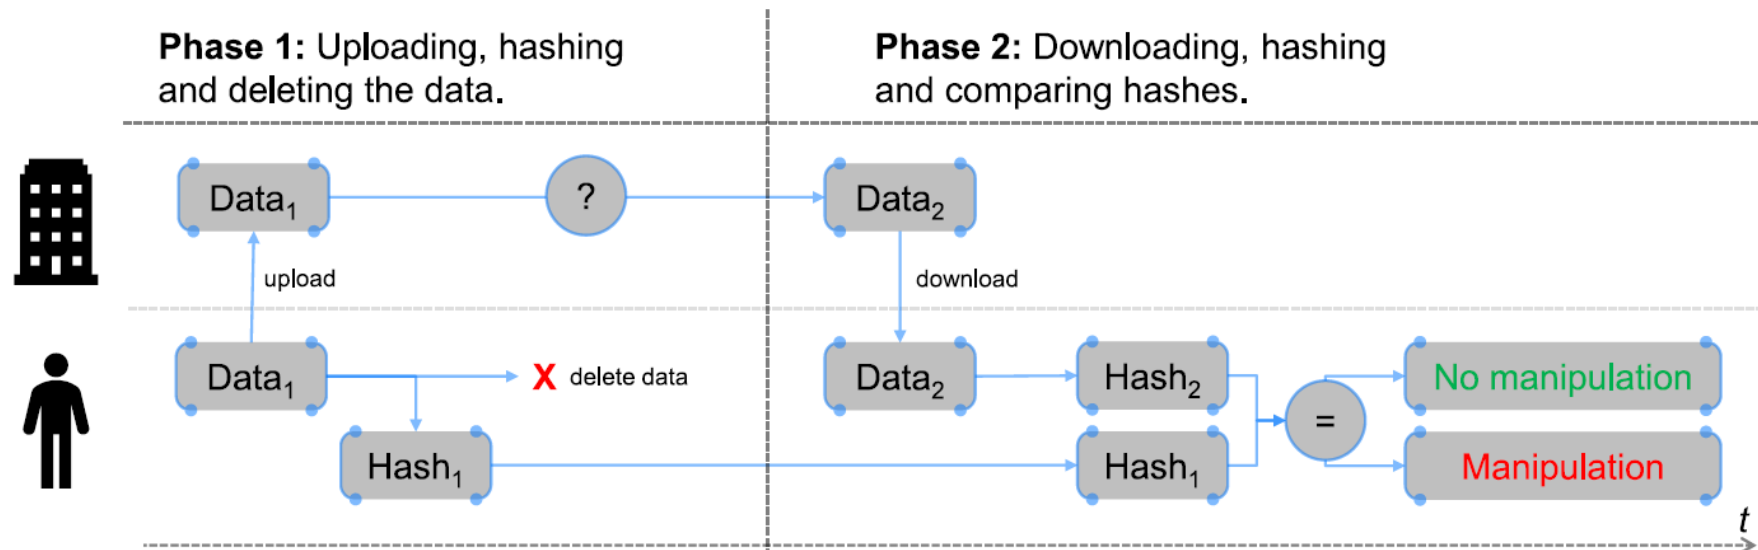 Phase 1: Uploading, hashing
and deleting the data.
Phase 2: Downloading, hashing
and comparing hashes.
Data₁
?
Data₂
upload
download
Data₁
X delete data
Data₂
Hash₂
No manipulation
=
Hash₁
Hash₁
Manipulation
t